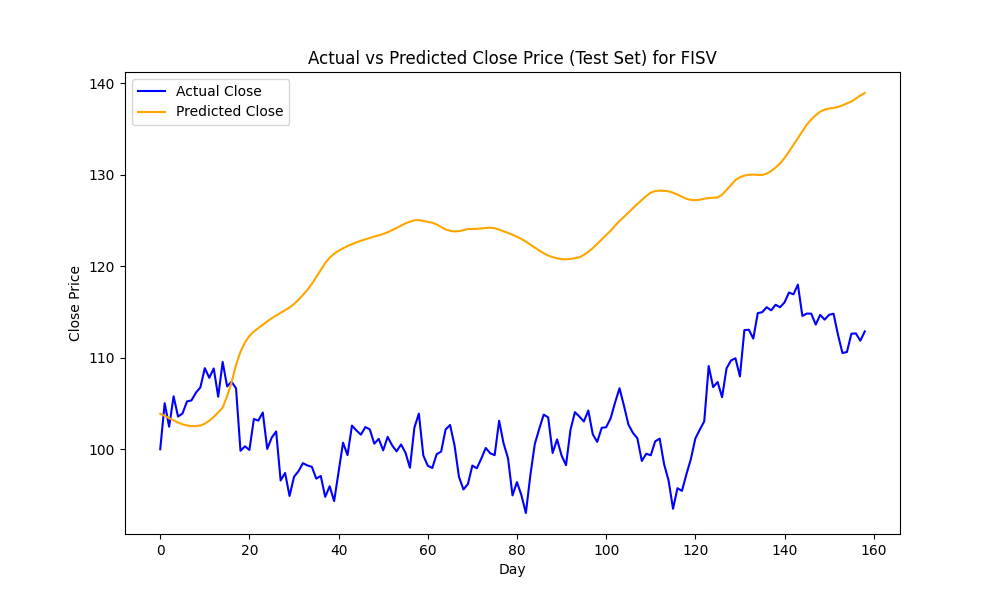 Actual vs Predicted Close Price (Test Set) for FISV
Actual Close
Predicted Close
Close Price
140
130
120
110
100
0 20 40 60 80 100 120 140 160
Day